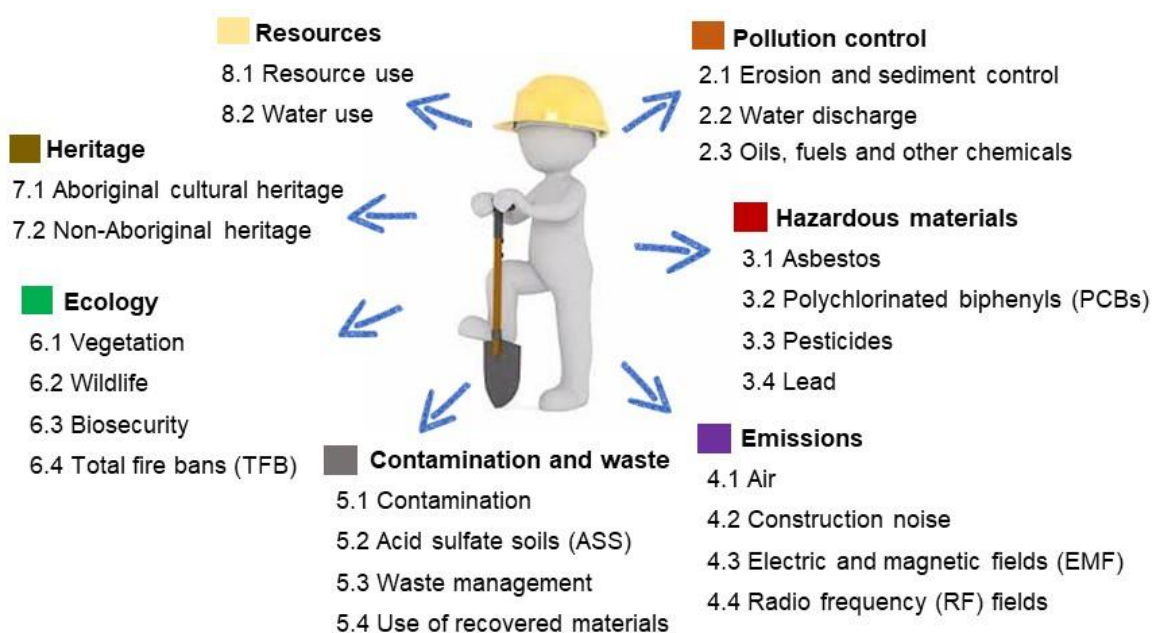 Resources
8.1 Resource use
8.2 Water use
Pollution control
2.1 Erosion and sediment control
2.2 Water discharge
2.3 Oils, fuels and other chemicals
Heritage
7.1 Aboriginal cultural heritage
7.2 Non-Aboriginal heritage
Hazardous materials
3.1 Asbestos
3.2 Polychlorinated biphenyls (PCBs)
3.3 Pesticides
3.4 Lead
Ecology
6.1 Vegetation
6.2 Wildlife
6.3 Biosecurity
6.4 Total fire bans (TFB)
Contamination and waste
5.1 Contamination
5.2 Acid sulfate soils (ASS)
5.3 Waste management
5.4 Use of recovered materials
Emissions
4.1 Air
4.2 Construction noise
4.3 Electric and magnetic fields (EMF)
4.4 Radio frequency (RF) fields